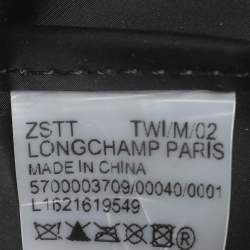 ZSTT TWI/M/02
LONGCHAMP PARIS
MADE IN CHINA
5700003709/00040/0001
L1621619549